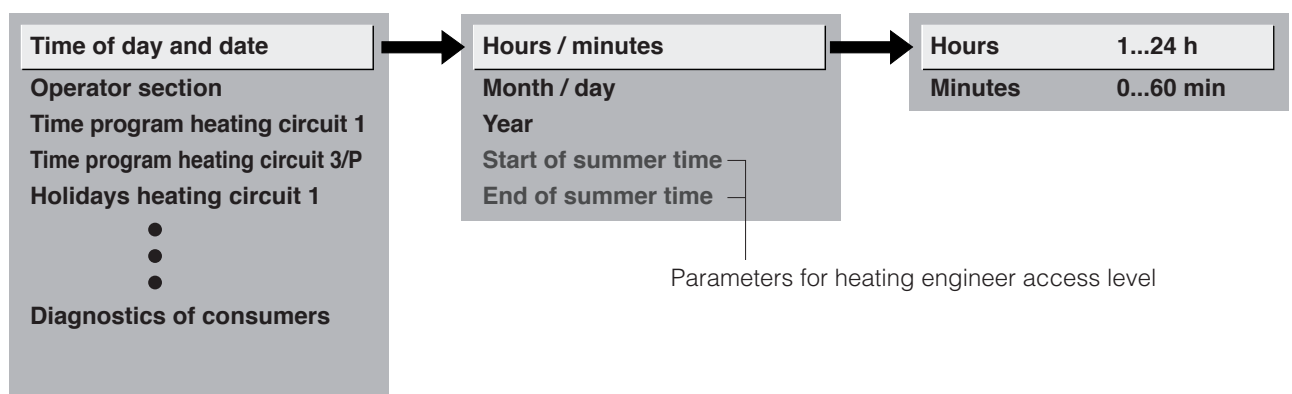 Time of day and date
Operator section
Time program heating circuit 1
Time program heating circuit 3/P
Holidays heating circuit 1
Diagnostics of consumers
Hours / minutes
Month / day
Year
Start of summer time
End of summer time
Parameters for heating engineer access level
Hours 1...24 h
Minutes 0...60 min